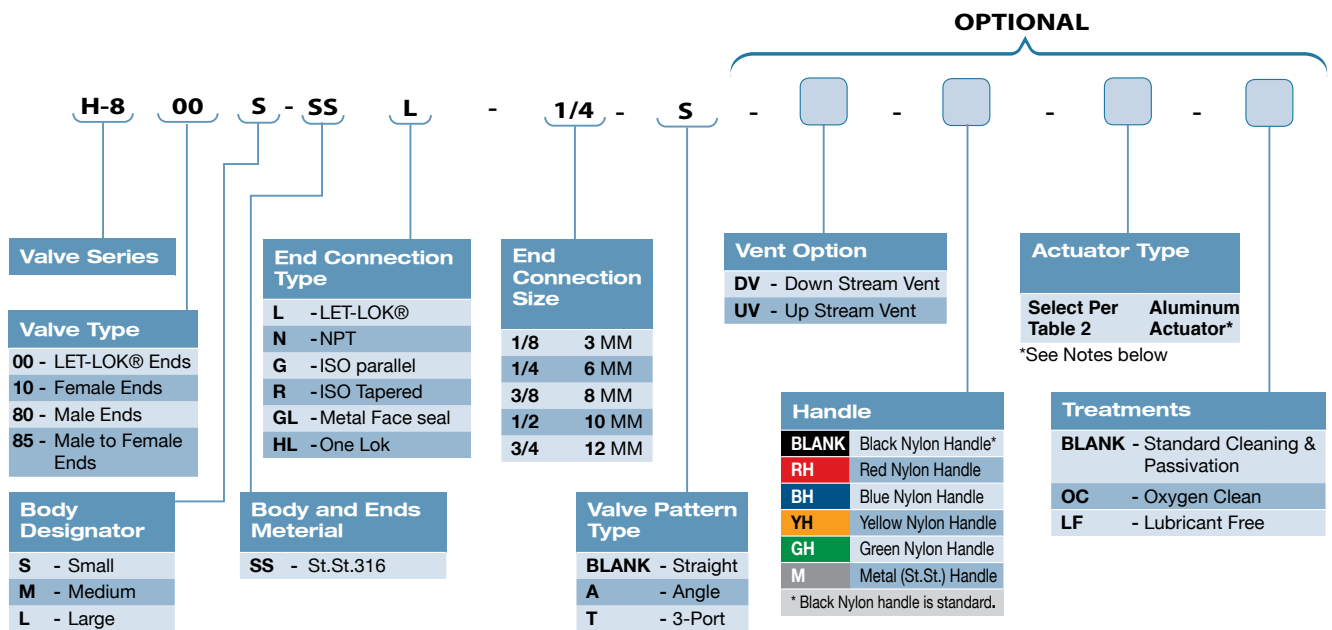 OPTIONAL
H-8 00 S - SS L - 1/4 - S - - - -
Valve Series
Valve Type
00 - LET-LOK® Ends
10 - Female Ends
80 - Male Ends
85 - Male to Female
Ends
Body
Designator
S - Small
M - Medium
L - Large
End Connection
Type
L -LET-LOK®
N -NPT
G -ISO parallel
R -ISO Tapered
GL -Metal Face seal
HL -One Lok
Body and Ends
Meterial
SS - St.St.316
End
Connection
Size
1/8 3 MM
1/4 6 MM
3/8 8 MM
1/2 10 MM
3/4 12 MM
Valve Pattern
Type
BLANK - Straight
A - Angle
T - 3-Port
Vent Option
DV - Down Stream Vent
UV - Up Stream Vent
Handle
BLANK Black Nylon Handle*
RH Red Nylon Handle
BH Blue Nylon Handle
YH Yellow Nylon Handle
GH Green Nylon Handle
M Metal (St.St.) Handle
* Black Nylon handle is standard.
Actuator Type
Select Per Aluminum
Table 2 Actuator*
*See Notes below
Treatments
BLANK - Standard Cleaning &
Passivation
OC - Oxygen Clean
LF - Lubricant Free